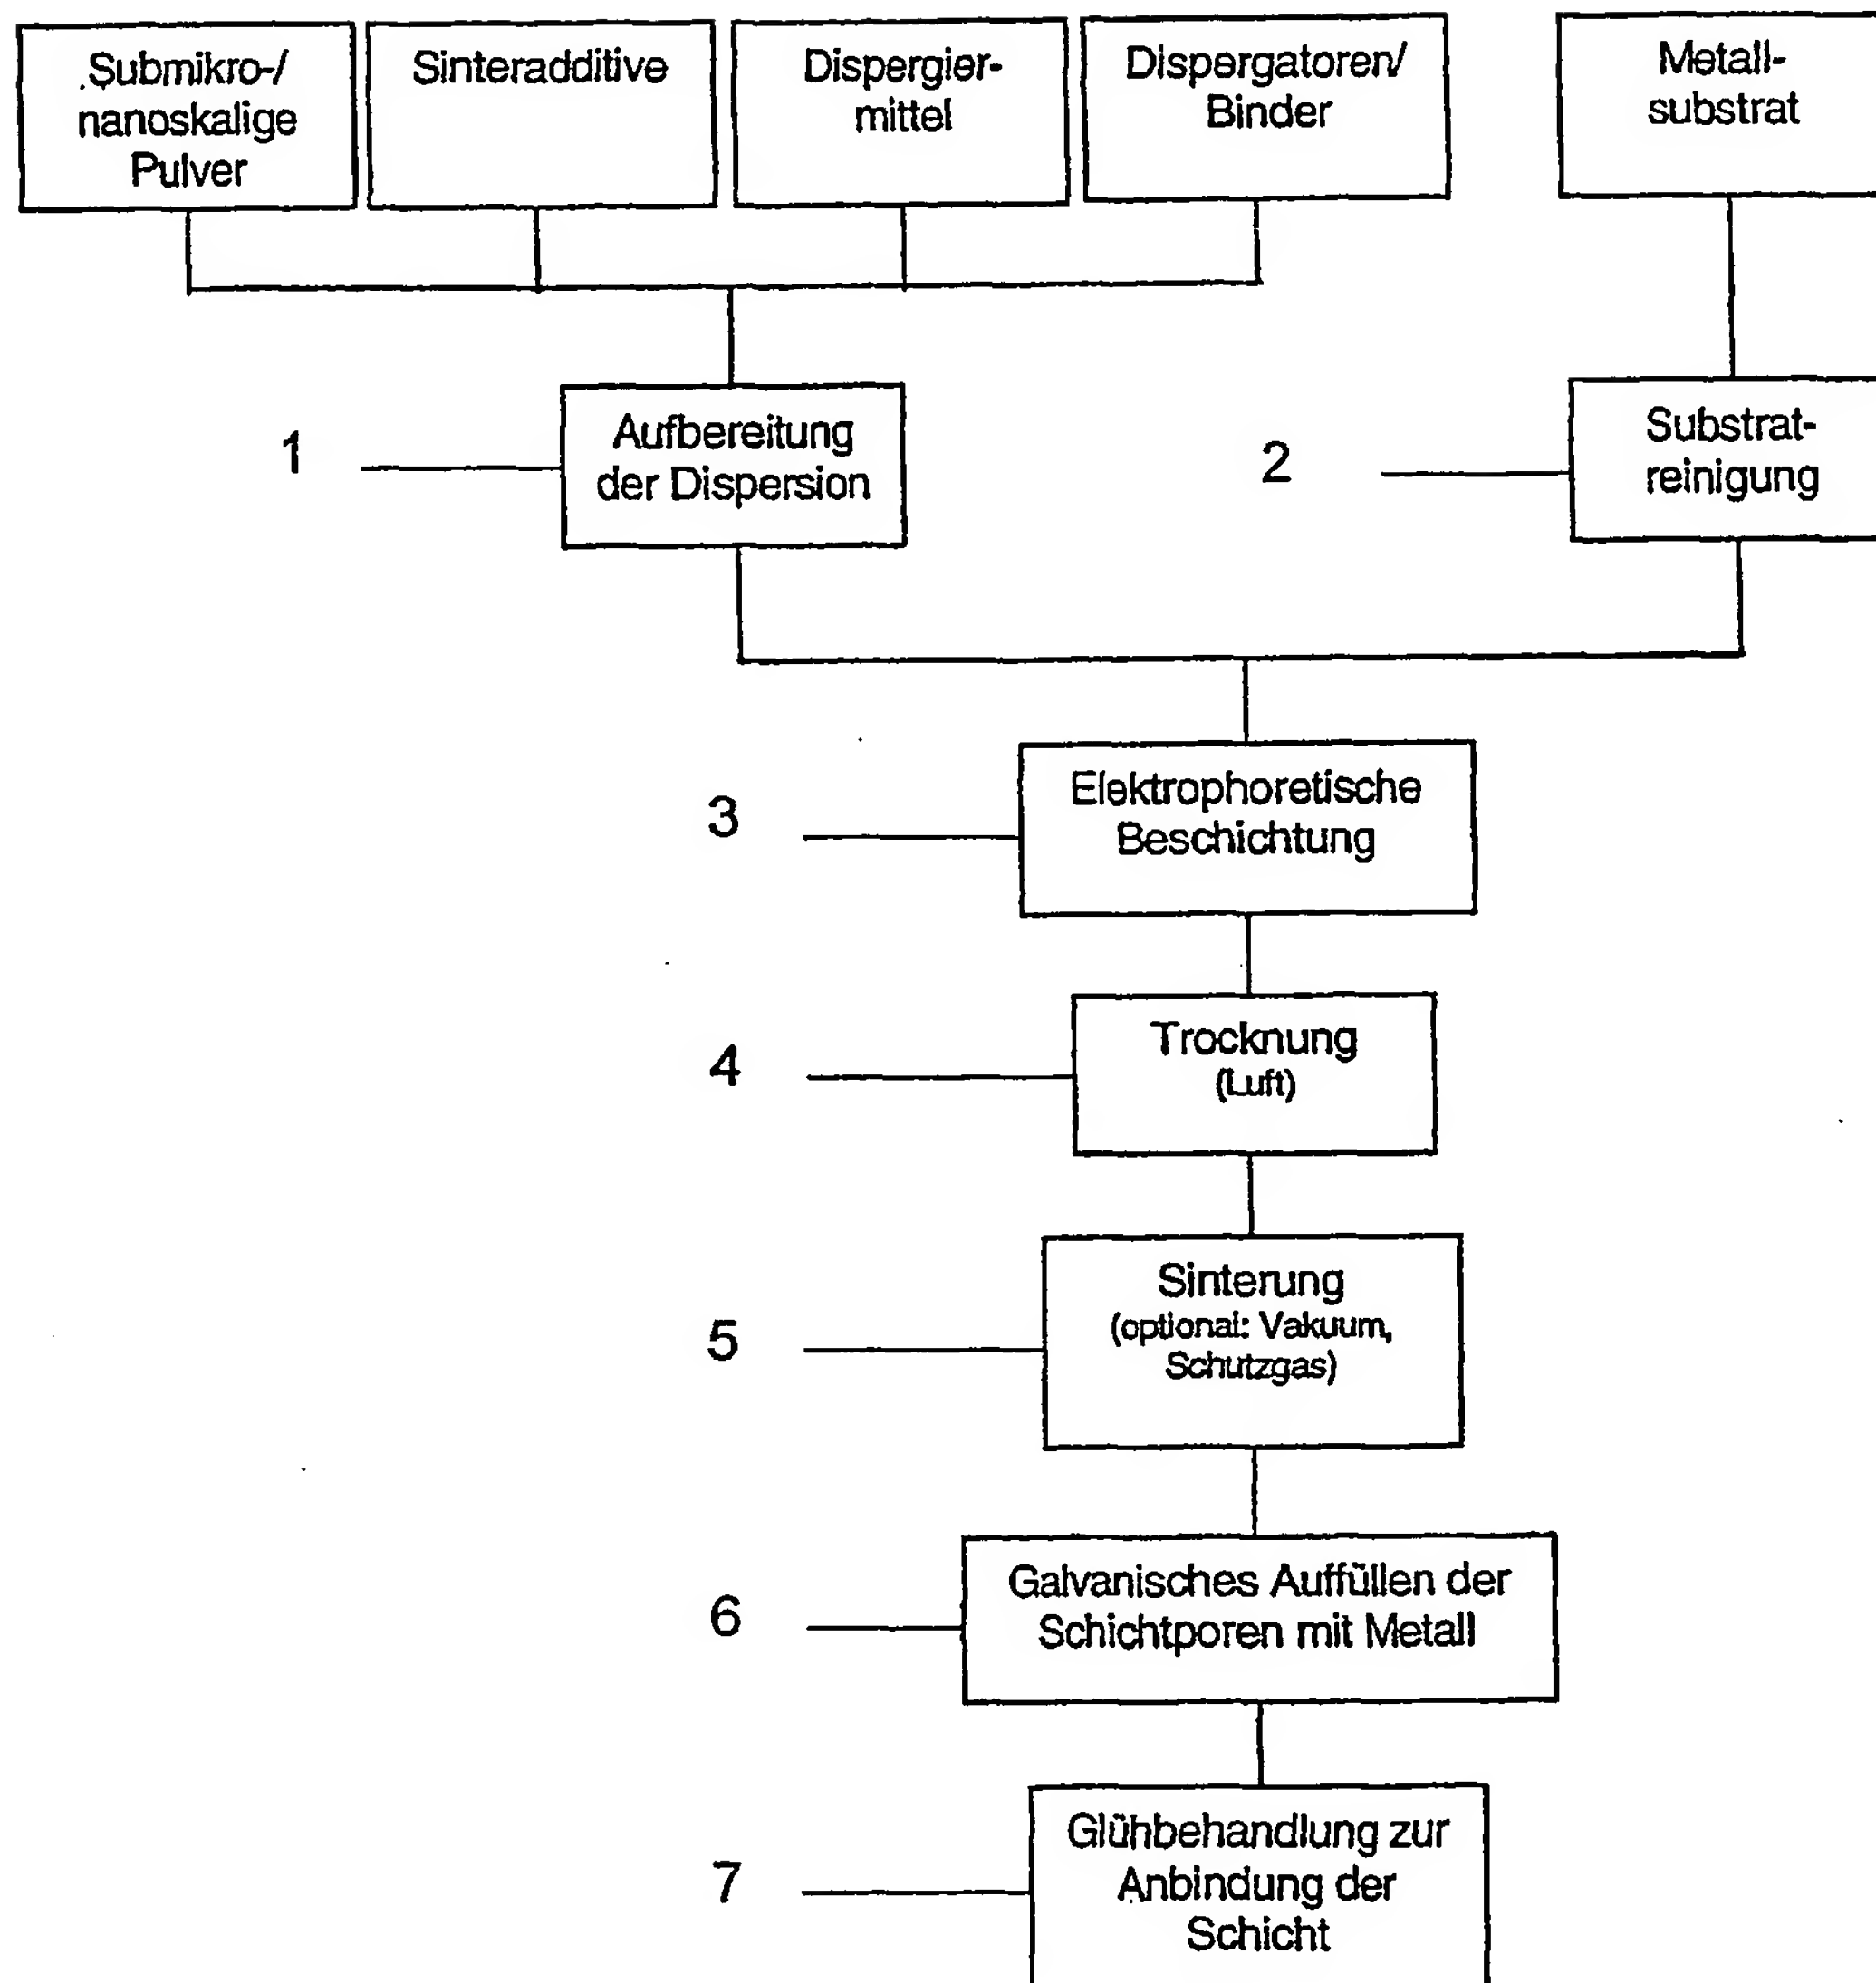 Submikro-/
nanoskalige
Pulver
Sinteradditive
Dispergier-
mittel
Dispergatoren/
Binder
Metall-
substrat
1
Aufbereitung
der Dispersion
2
Substrat-
reinigung
3
Elektrophoretische
Beschichtung
4
Trocknung
(Luft)
5
Sinterung
(optional: Vakuum,
Schutzgas)
6
Galvanisches Auffüllen der
Schichtporen mit Metall
7
Glühbehandlung zur
Anbindung der
Schicht